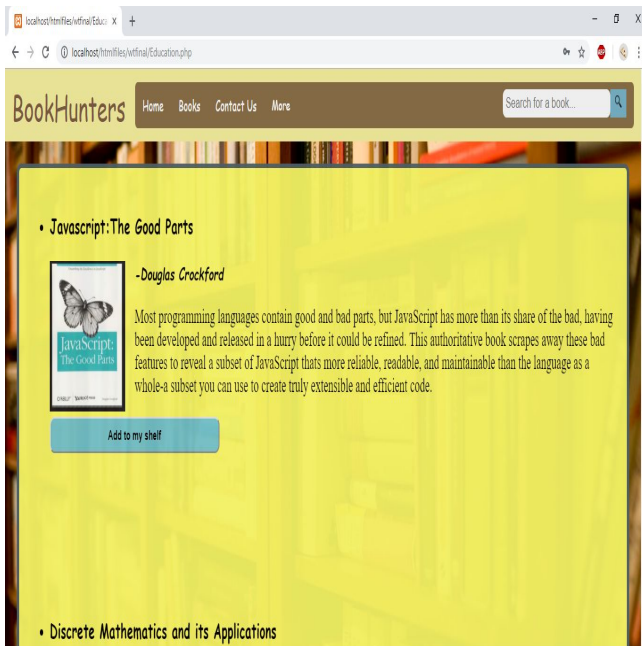 localhost/htmlfiles/wtfinal/Educa X +
localhost/htmlfiles/wtfinal/Education.php
BookHunters
Home Books Contact Us More
Search for a book...
• Javascript:The Good Parts
-Douglas Crockford
Most programming languages contain good and bad parts, but JavaScript has more than its share of the bad, having
been developed and released in a hurry before it could be refined. This authoritative book scrapes away these bad
features to reveal a subset of JavaScript thats more reliable, readable, and maintainable than the language as a
whole-a subset you can use to create truly extensible and efficient code.
JavaScript:
The Good Parts
O'REILLY
Add to my shelf
• Discrete Mathematics and its Applications